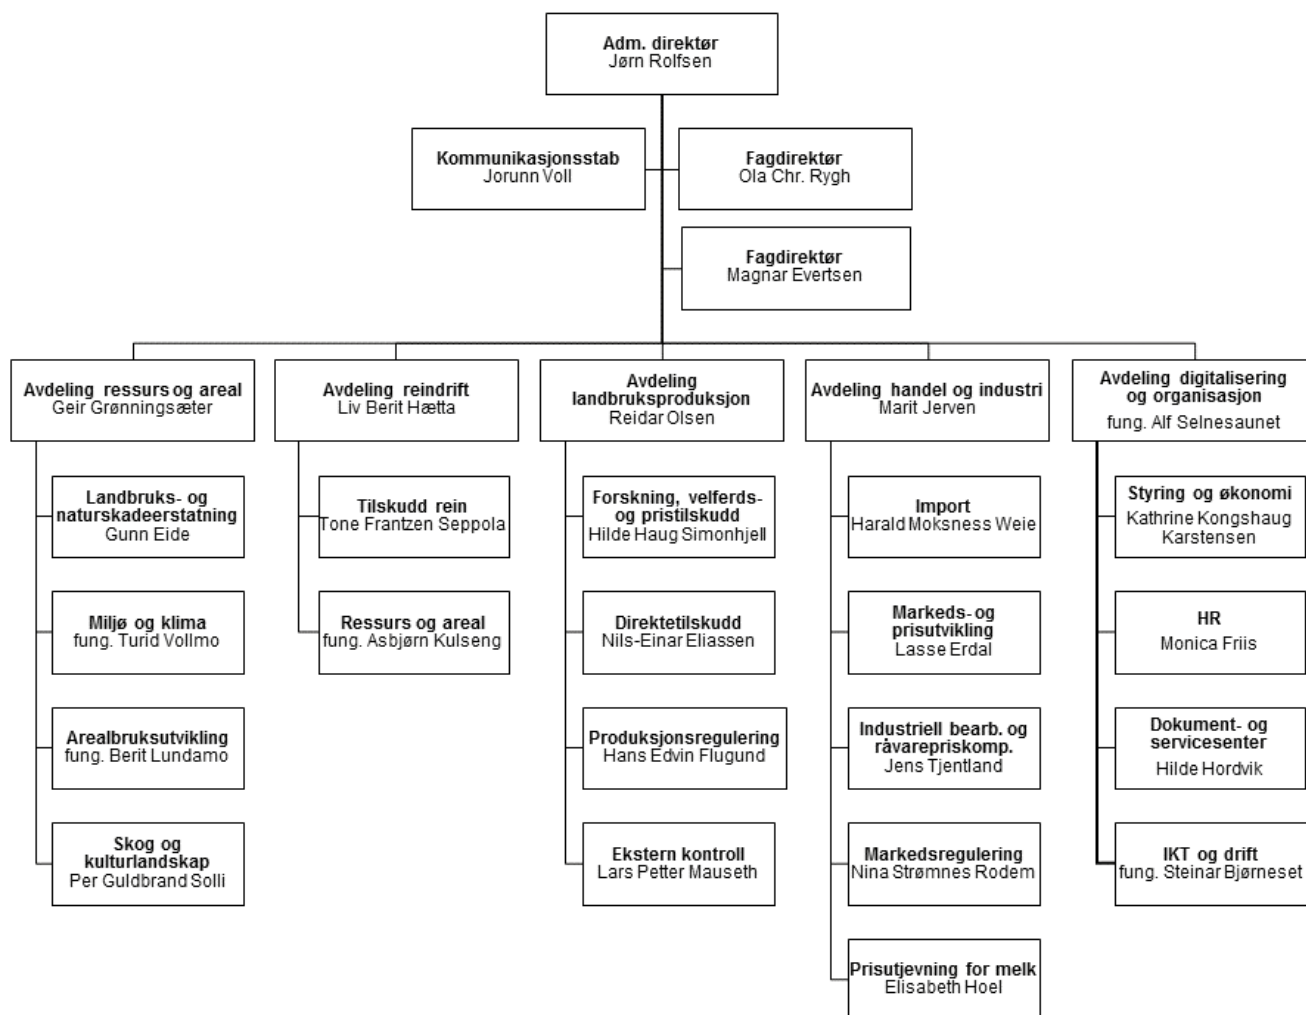 Adm. direktør
Jørn Rolfsen
Kommunikasjonsstab
Jorunn Voll
Fagdirektør
Ola Chr. Rygh
Fagdirektør
Magnar Evertsen
Avdeling ressurs og areal
Geir Grønningsæter
Avdeling reindrift
Liv Berit Hætta
Avdeling
landbruksproduksjon
Reidar Olsen
Avdeling handel og industri
Marit Jerven
Avdeling digitalisering
og organisasjon
fung. Alf Selnesaunet
Landbruks- og
naturskadeerstatning
Gunn Eide
Miljø og klima
fung. Turid Vollmo
Arealbruksutvikling
fung. Berit Lundamo
Skog og
kulturlandskap
Per Guldbrand Solli
Tilskudd rein
Tone Frantzen Seppola
Ressurs og areal
fung. Asbjørn Kulseng
Forskning, velferds-
og pristilskudd
Hilde Haug Simonhjell
Direktetilskudd
Nils-Einar Eliassen
Produksjonsregulering
Hans Edvin Flugund
Ekstern kontroll
Lars Petter Mauseth
Import
Harald Moksness Weie
Markeds- og
prisutvikling
Lasse Erdal
Industriell bearb. og
råvarepriskomp.
Jens Tjentland
Markedsregulering
Nina Strømnes Rodem
Prisutjevning for melk
Elisabeth Hoel
Styring og økonomi
Kathrine Kongshaug
Karstensen
HR
Monica Friis
Dokument- og
servicesenter
Hilde Hordvik
IKT og drift
fung. Steinar Bjørneset